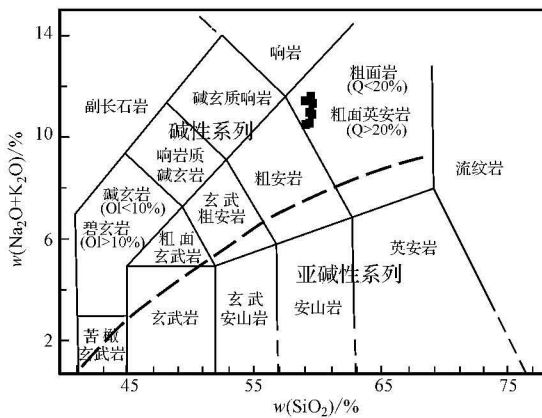 w(Na₂O+K₂O)/%
14
10
6
2
响岩
粗面岩
(Q<20%)
粗面英安岩
(Q>20%)
碱玄质响岩
副长石岩
碱性系列
响岩质
碱玄岩
流纹岩
粗安岩
碱玄岩
(Ol<10%)
碧玄岩
(Ol>10%)
玄武
粗安岩
粗面
玄武岩
英安岩
亚碱性系列
玄武岩
玄武
安山岩
安山岩
苦橄
玄武岩
45
55
65
75
w(SiO₂)/%